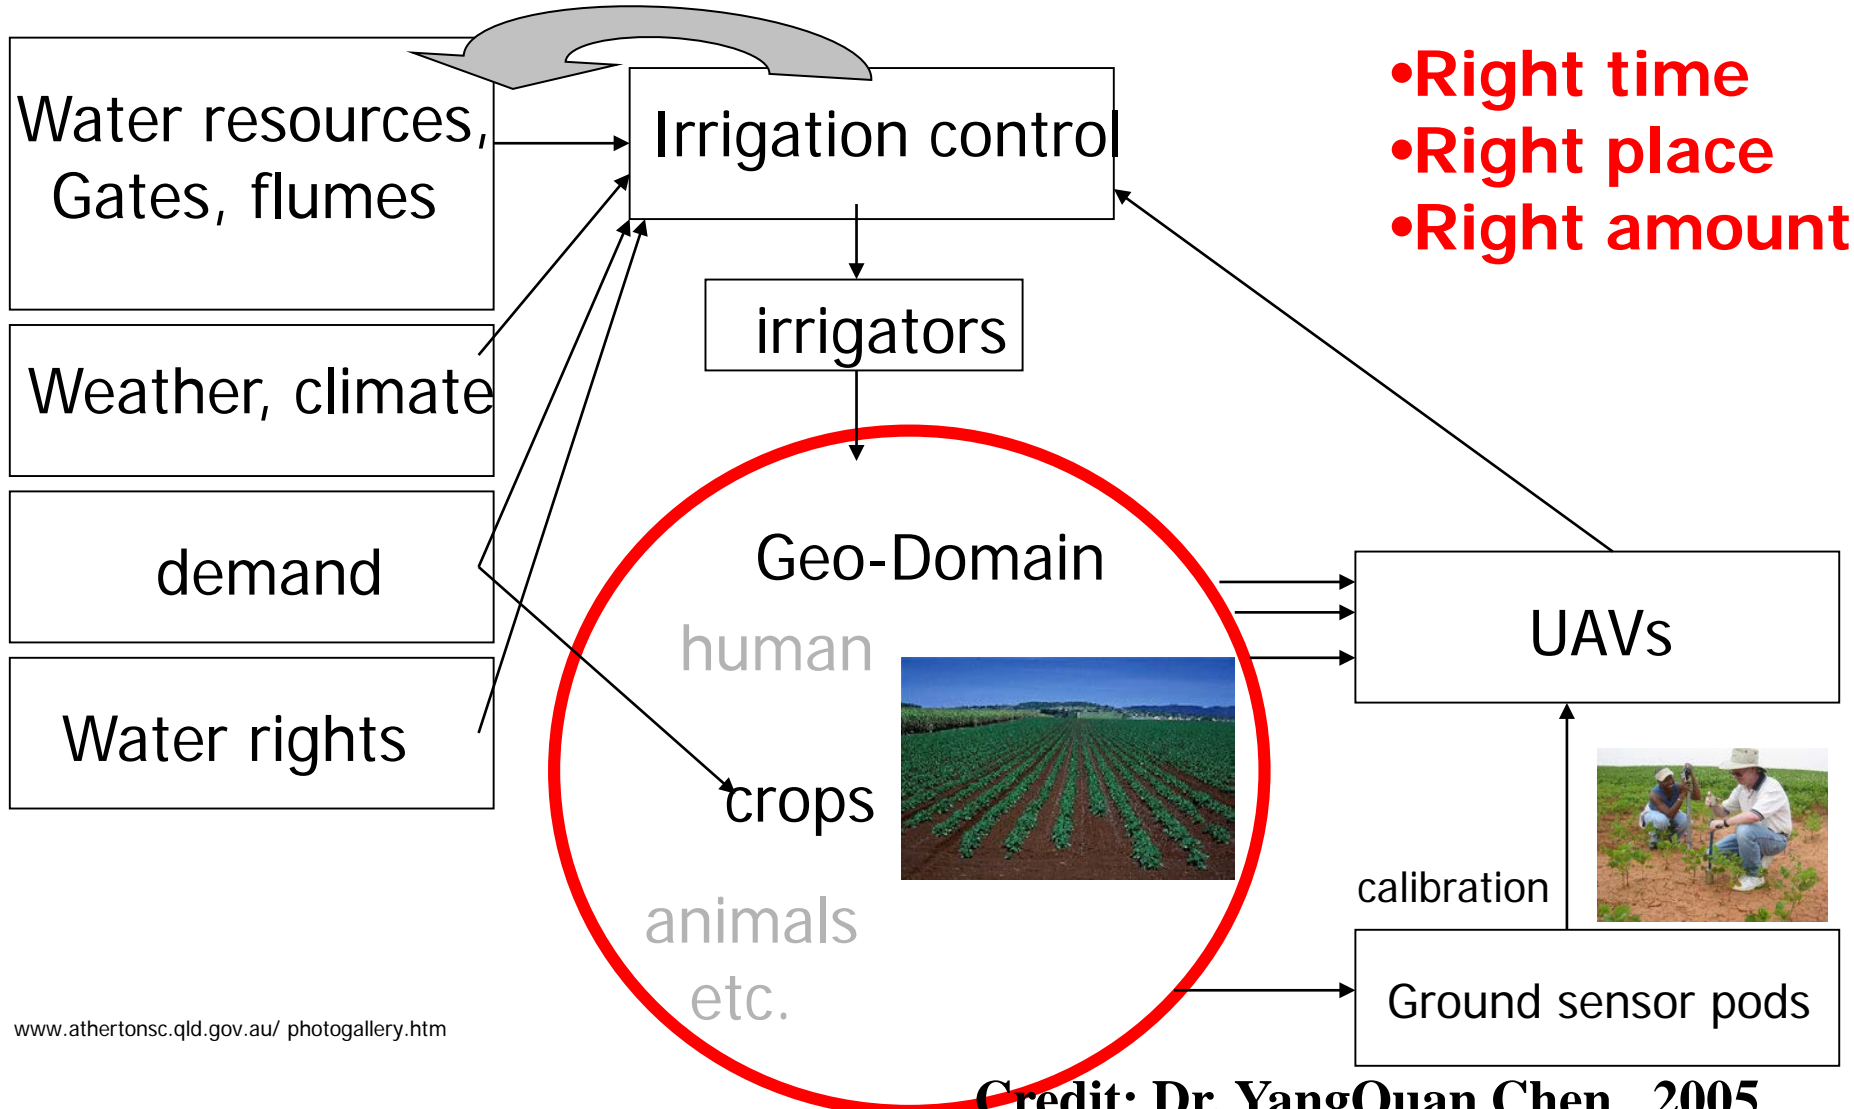 Water resources,
Gates, flumes
Irrigation control
•Right time
•Right place
•Right amount
irrigators
Weather, climate
demand
Water rights
Geo-Domain
human
crops
animals
etc.
UAVs
calibration
Ground sensor pods
www.athertonsc.qld.gov.au/ photogallery.htm
Credit: Dr. YangQuan Chen, 2005